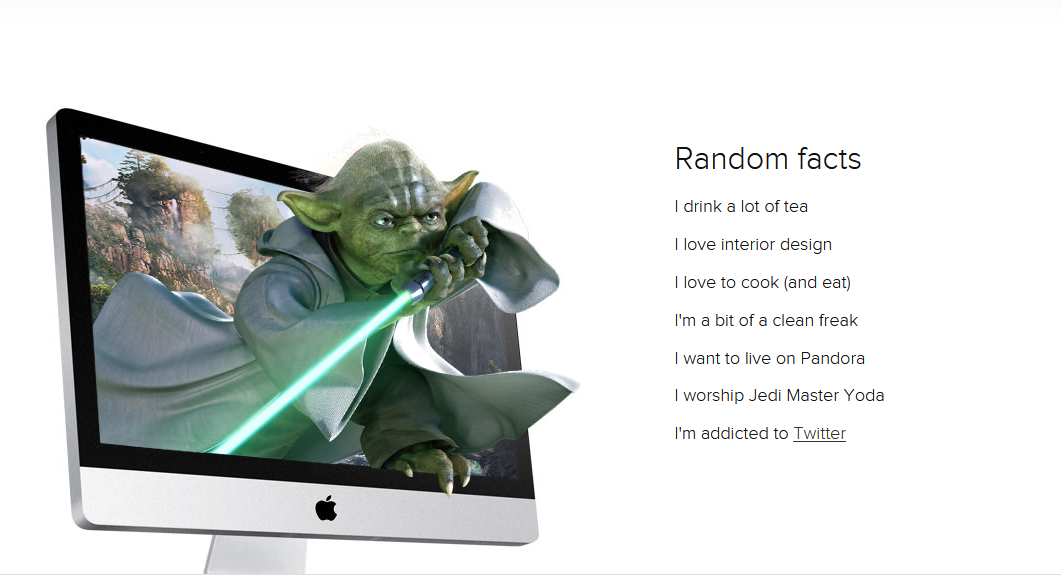 Random facts
I drink a lot of tea
I love interior design
I love to cook (and eat)
I'm a bit of a clean freak
I want to live on Pandora
I worship Jedi Master Yoda
I'm addicted to Twitter